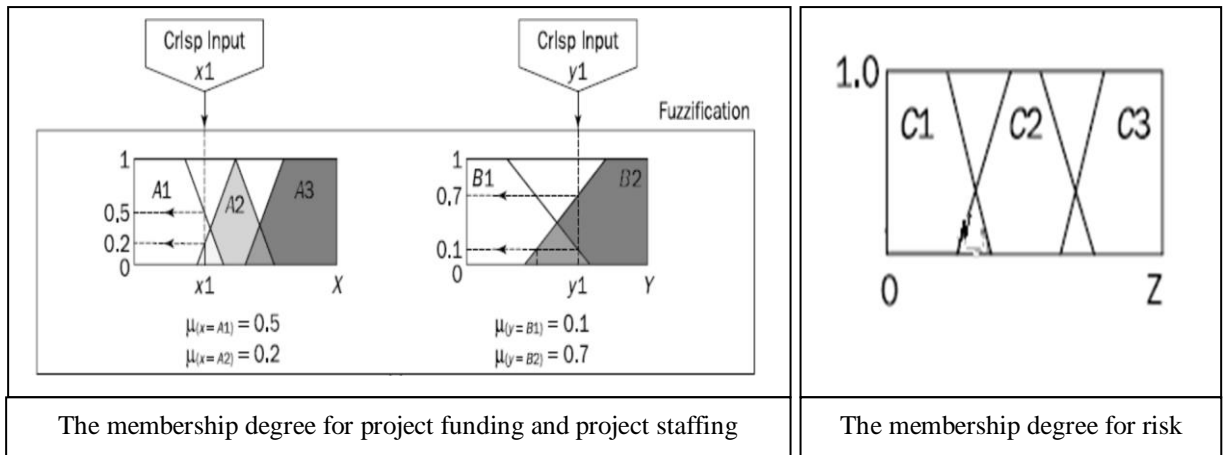 Crisp Input
x1
Crisp Input
y1
Fuzzification
1
0.5
0.2
0
A1
A2
A3
x1
X
1
0.7
0.1
0
B1
B2
y1
Y
μ(x = A1) = 0.5
μ(x = A2) = 0.2
μ(y = B1) = 0.1
μ(y = B2) = 0.7
The membership degree for project funding and project staffing
1.0
C1
C2
C3
0
Z
The membership degree for risk